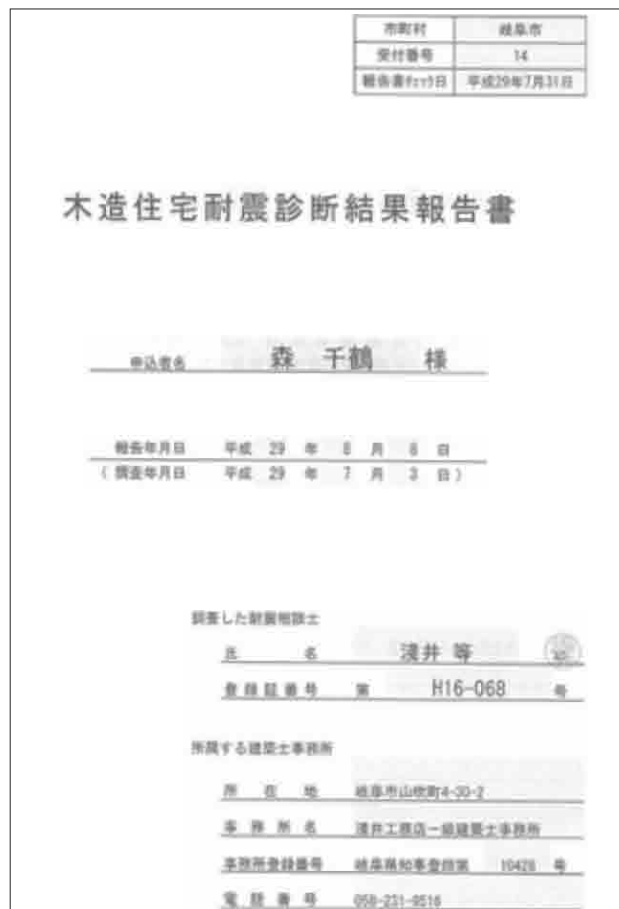 市町村 岐阜市
受付番号 14
報告書チェック日 平成29年7月31日
木造住宅耐震診断結果報告書
申込者名 森 千鶴 様
報告年月日 平成 29 年 8 月 8 日
( 調査年月日 平成 29 年 7 月 3 日 )
調査した耐震相談士
氏 名 淺井 等
登録証番号 第 H16-068 号
所属する建築士事務所
所在地 岐阜市山吹町4-30-2
事務所名 淺井工務店一級建築士事務所
事務所登録番号 岐阜県知事登録第 10428 号
電話番号 058-231-9516